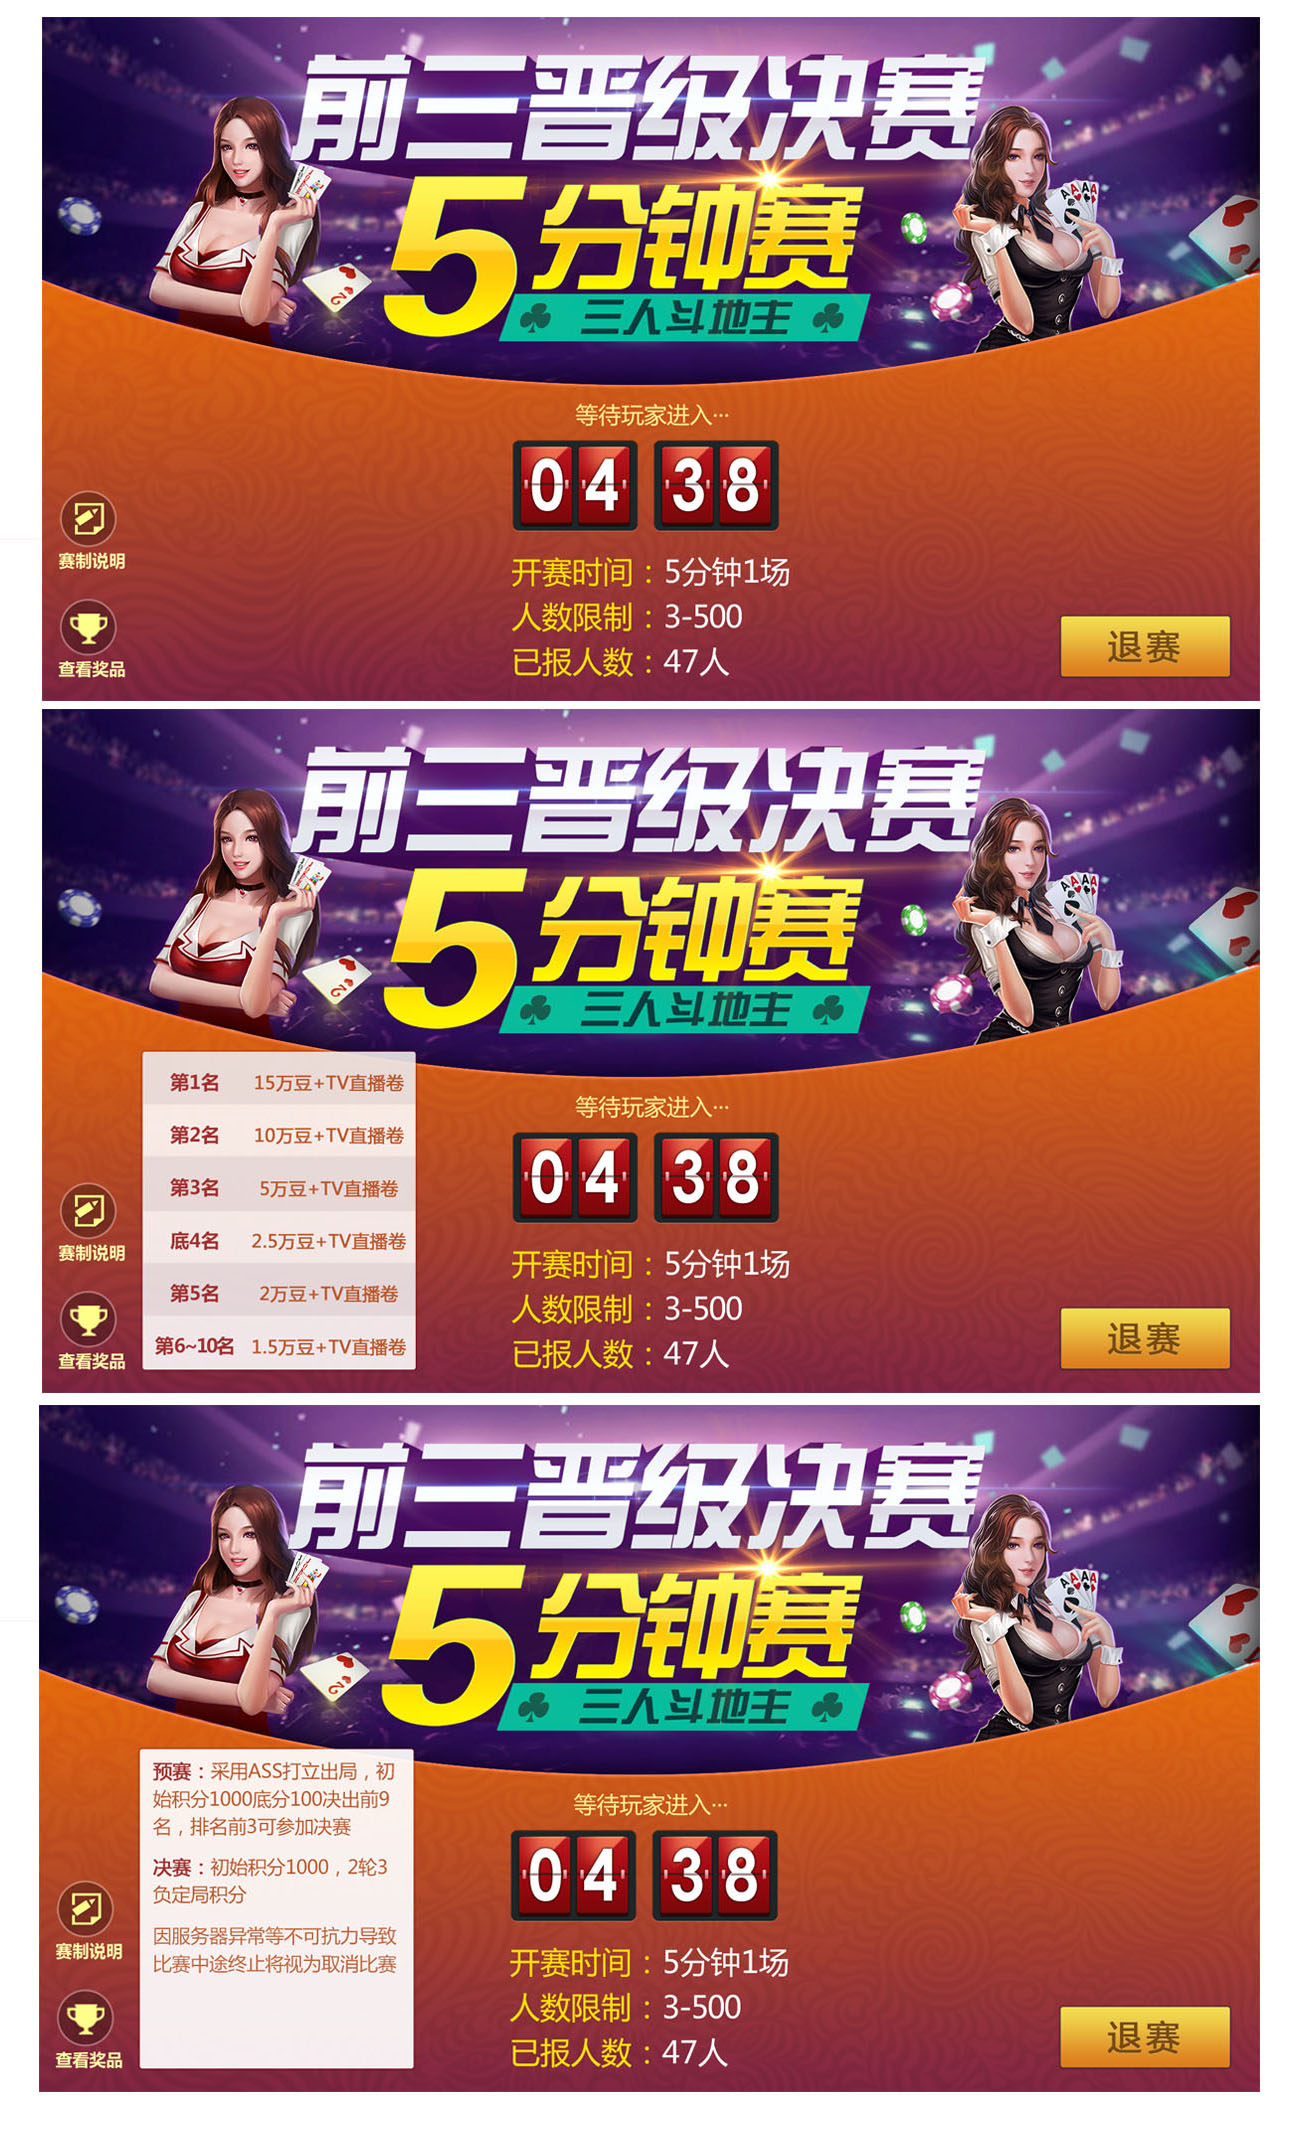 前三晋级决赛
5分钟赛
三人斗地主
等待玩家进入…
04 38
开赛时间：5分钟1场
人数限制：3-500
已报人数：47人
赛制说明
查看奖品
退赛
前三晋级决赛
5分钟赛
三人斗地主
第1名 15万豆+TV直播卷
第2名 10万豆+TV直播卷
第3名 5万豆+TV直播卷
底4名 2.5万豆+TV直播卷
第5名 2万豆+TV直播卷
第6~10名 1.5万豆+TV直播卷
等待玩家进入…
04 38
开赛时间：5分钟1场
人数限制：3-500
已报人数：47人
赛制说明
查看奖品
退赛
前三晋级决赛
5分钟赛
三人斗地主
预赛：采用ASS打立出局，初
始积分1000底分100决出前9
名，排名前3可参加决赛
决赛：初始积分1000，2轮3
负定局积分
因服务器异常等不可抗力导致
比赛中途终止将视为取消比赛
等待玩家进入…
04 38
开赛时间：5分钟1场
人数限制：3-500
已报人数：47人
赛制说明
查看奖品
退赛